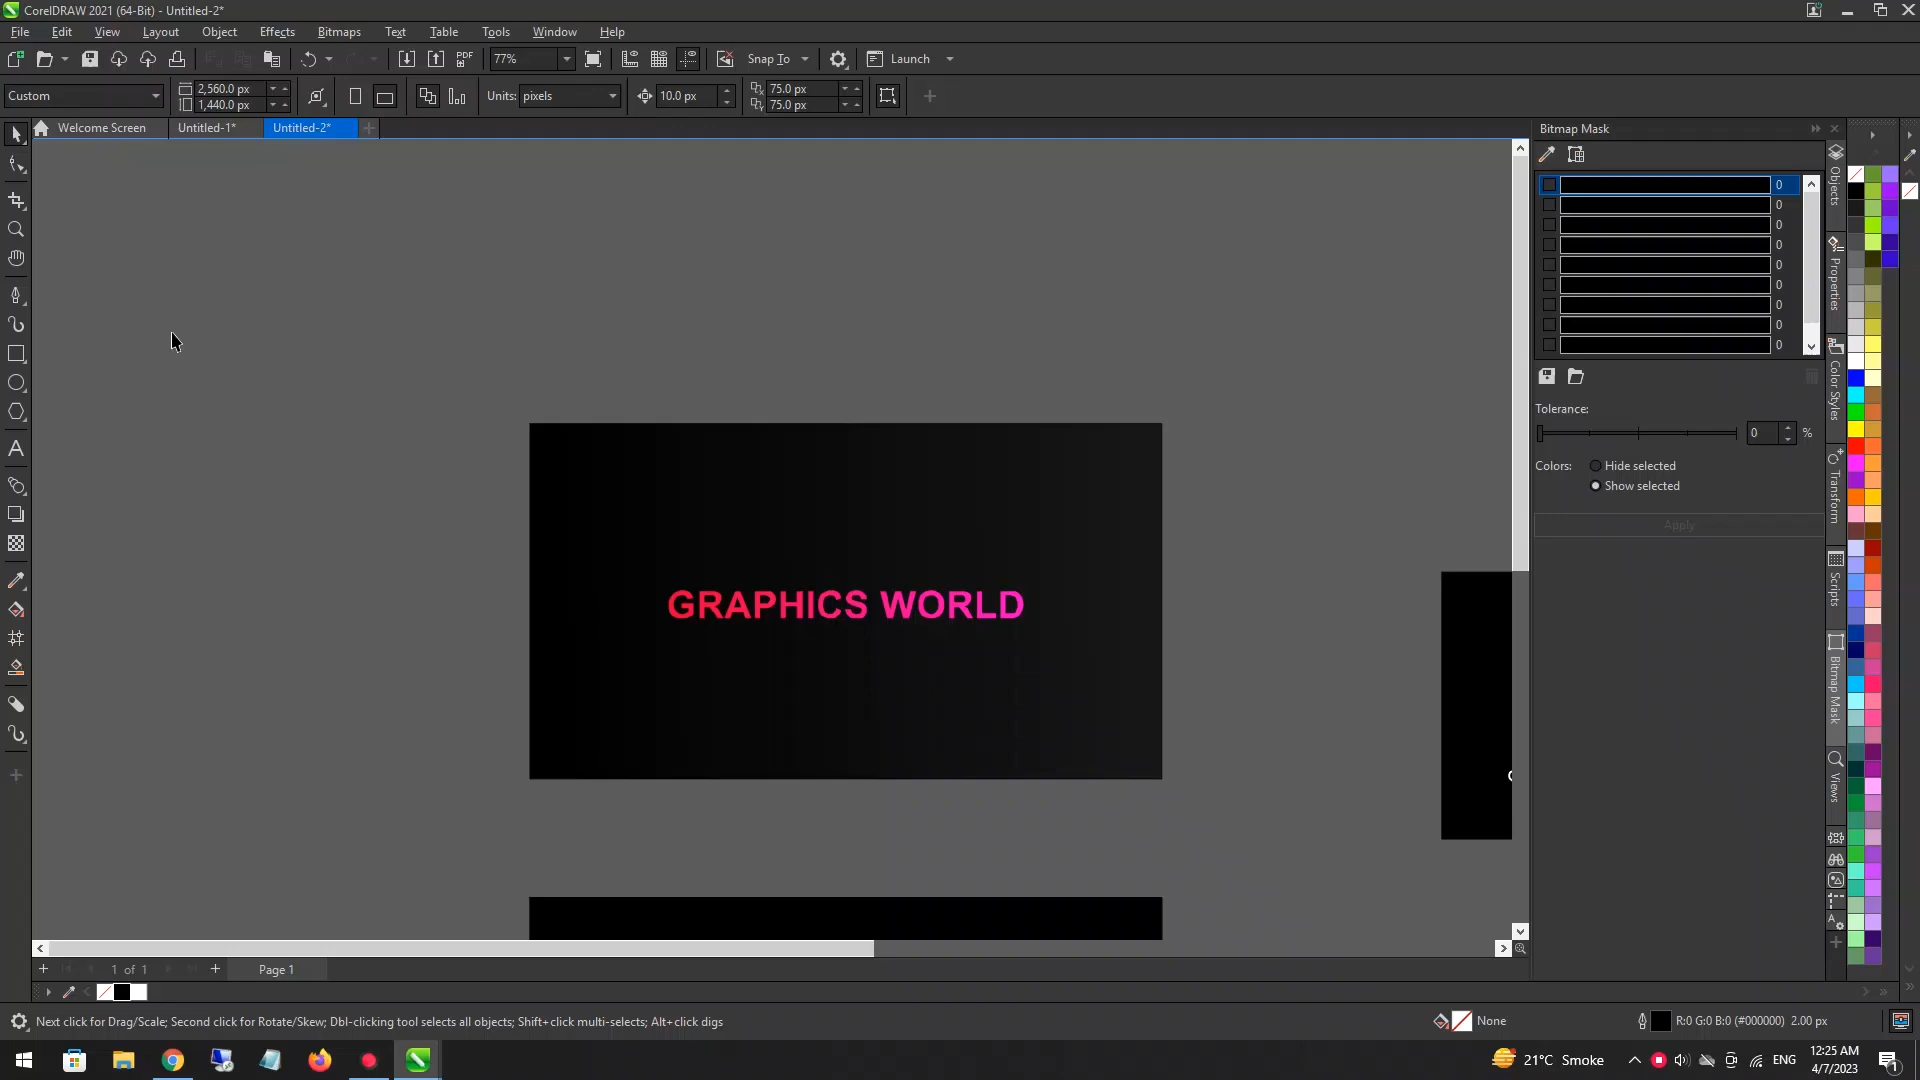 CorelDRAW 2021 (64-Bit) - Untitled-2*
File Edit View Layout Object Effects Bitmaps Text Table Tools Window Help
PDF 77% Snap To Launch
Custom 2,560.0 px 1,440.0 px Units: pixels 10.0 px 75.0 px 75.0 px
Welcome Screen Untitled-1* Untitled-2*
Bitmap Mask
0
0
0
0
0
0
0
0
0
Tolerance:
0 %
Colors: Hide selected
Show selected
Apply
Objects
Properties
Color Styles
Transform
Scripts
Bitmap Mask
Views
GRAPHICS WORLD
1 of 1 Page 1
Next click for Drag/Scale; Second click for Rotate/Skew; Dbl-clicking tool selects all objects; Shift+click multi-selects; Alt+click digs
None R:0 G:0 B:0 (#000000) 2.00 px
21°C Smoke ENG 12:25 AM
4/7/2023
1